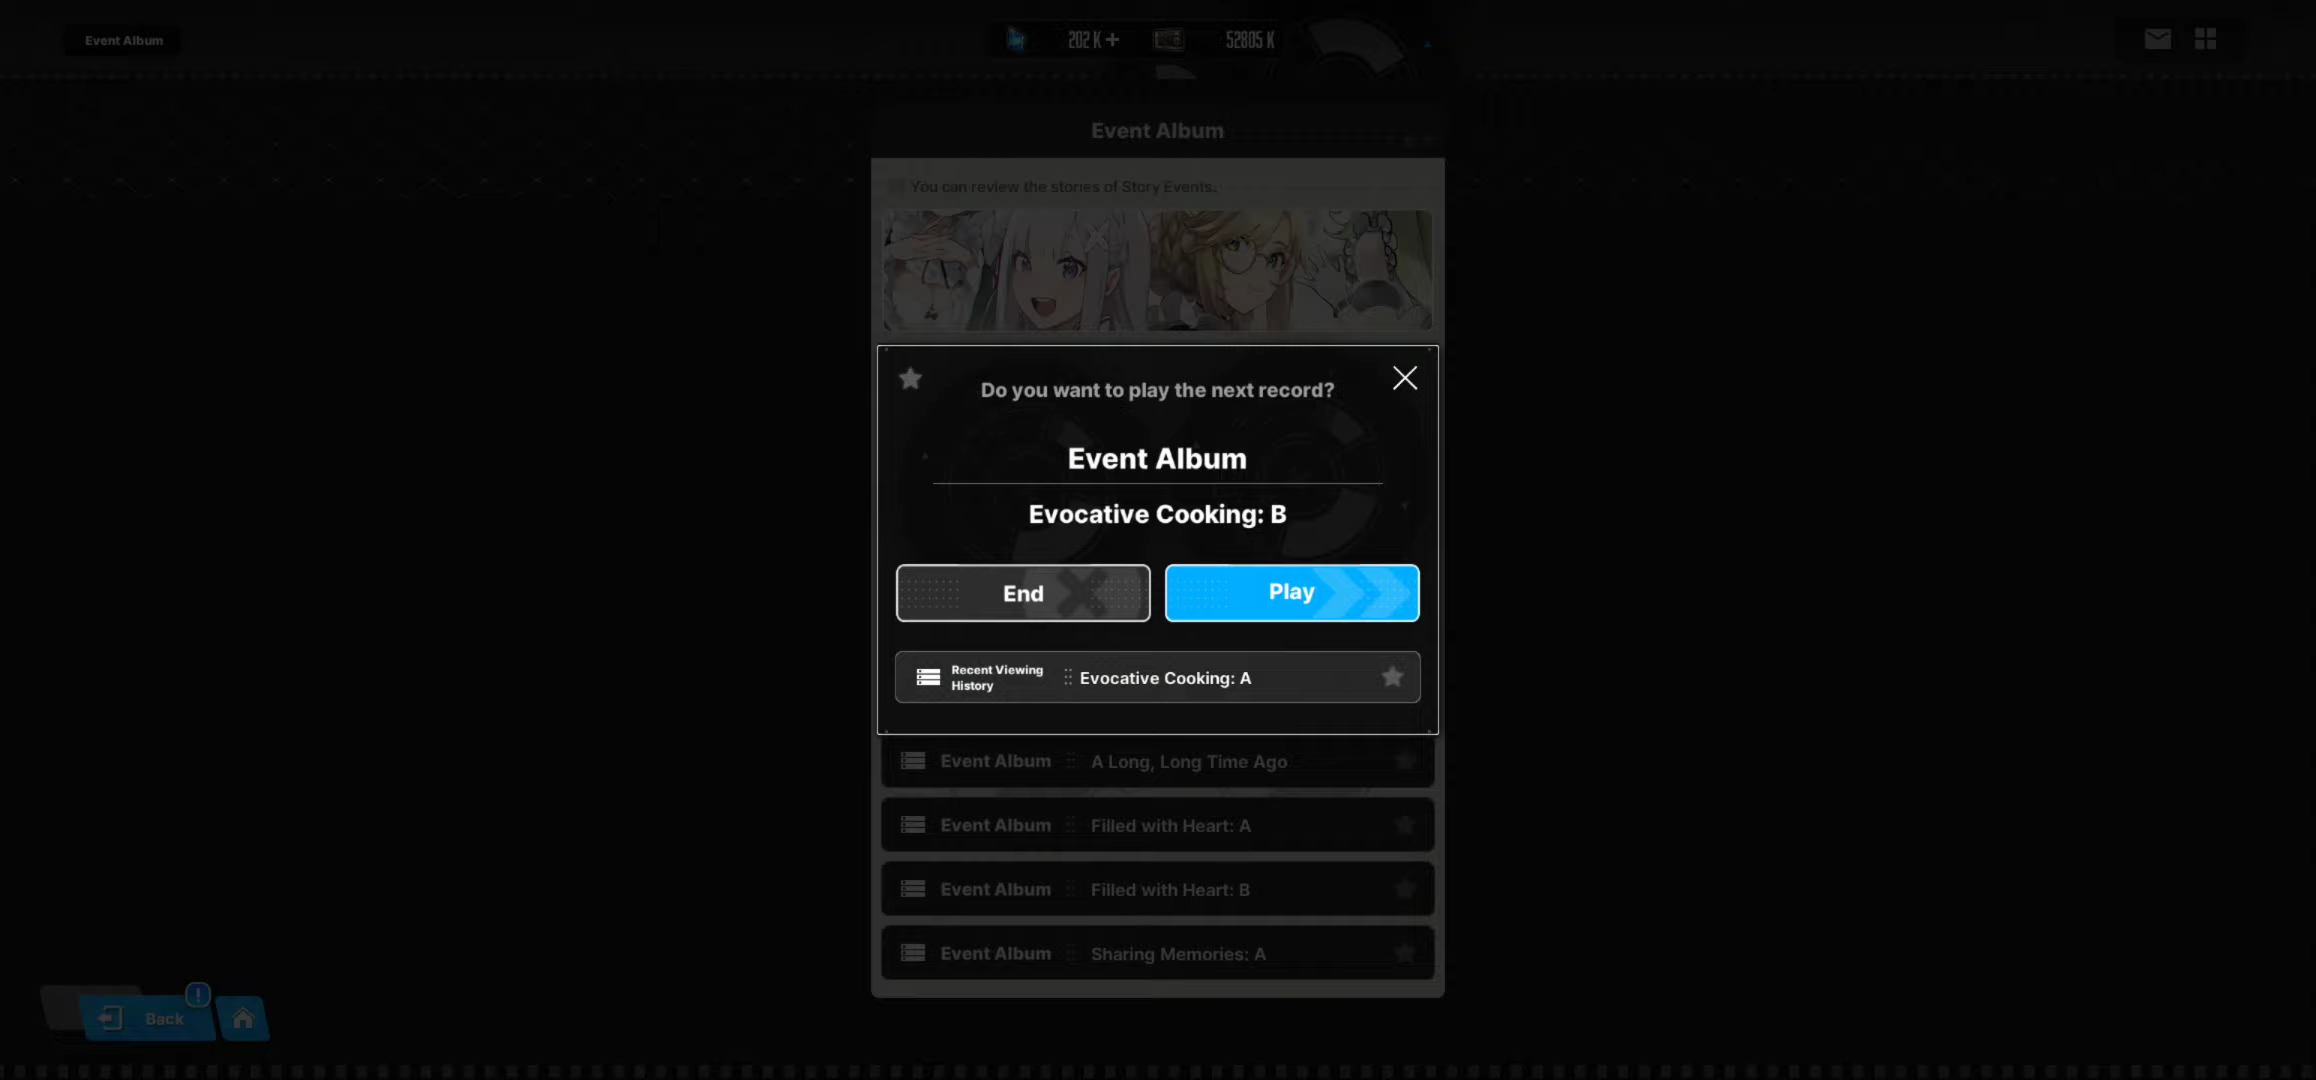 Event Album
202 K +
52805 K
Event Album
You can review the stories of Story Events.
Do you want to play the next record?
Event Album
Evocative Cooking: B
End
Play
Recent Viewing
History
Evocative Cooking: A
Event Album
A Long, Long Time Ago
Event Album
Filled with Heart: A
Event Album
Filled with Heart: B
Event Album
Sharing Memories: A
!
Back